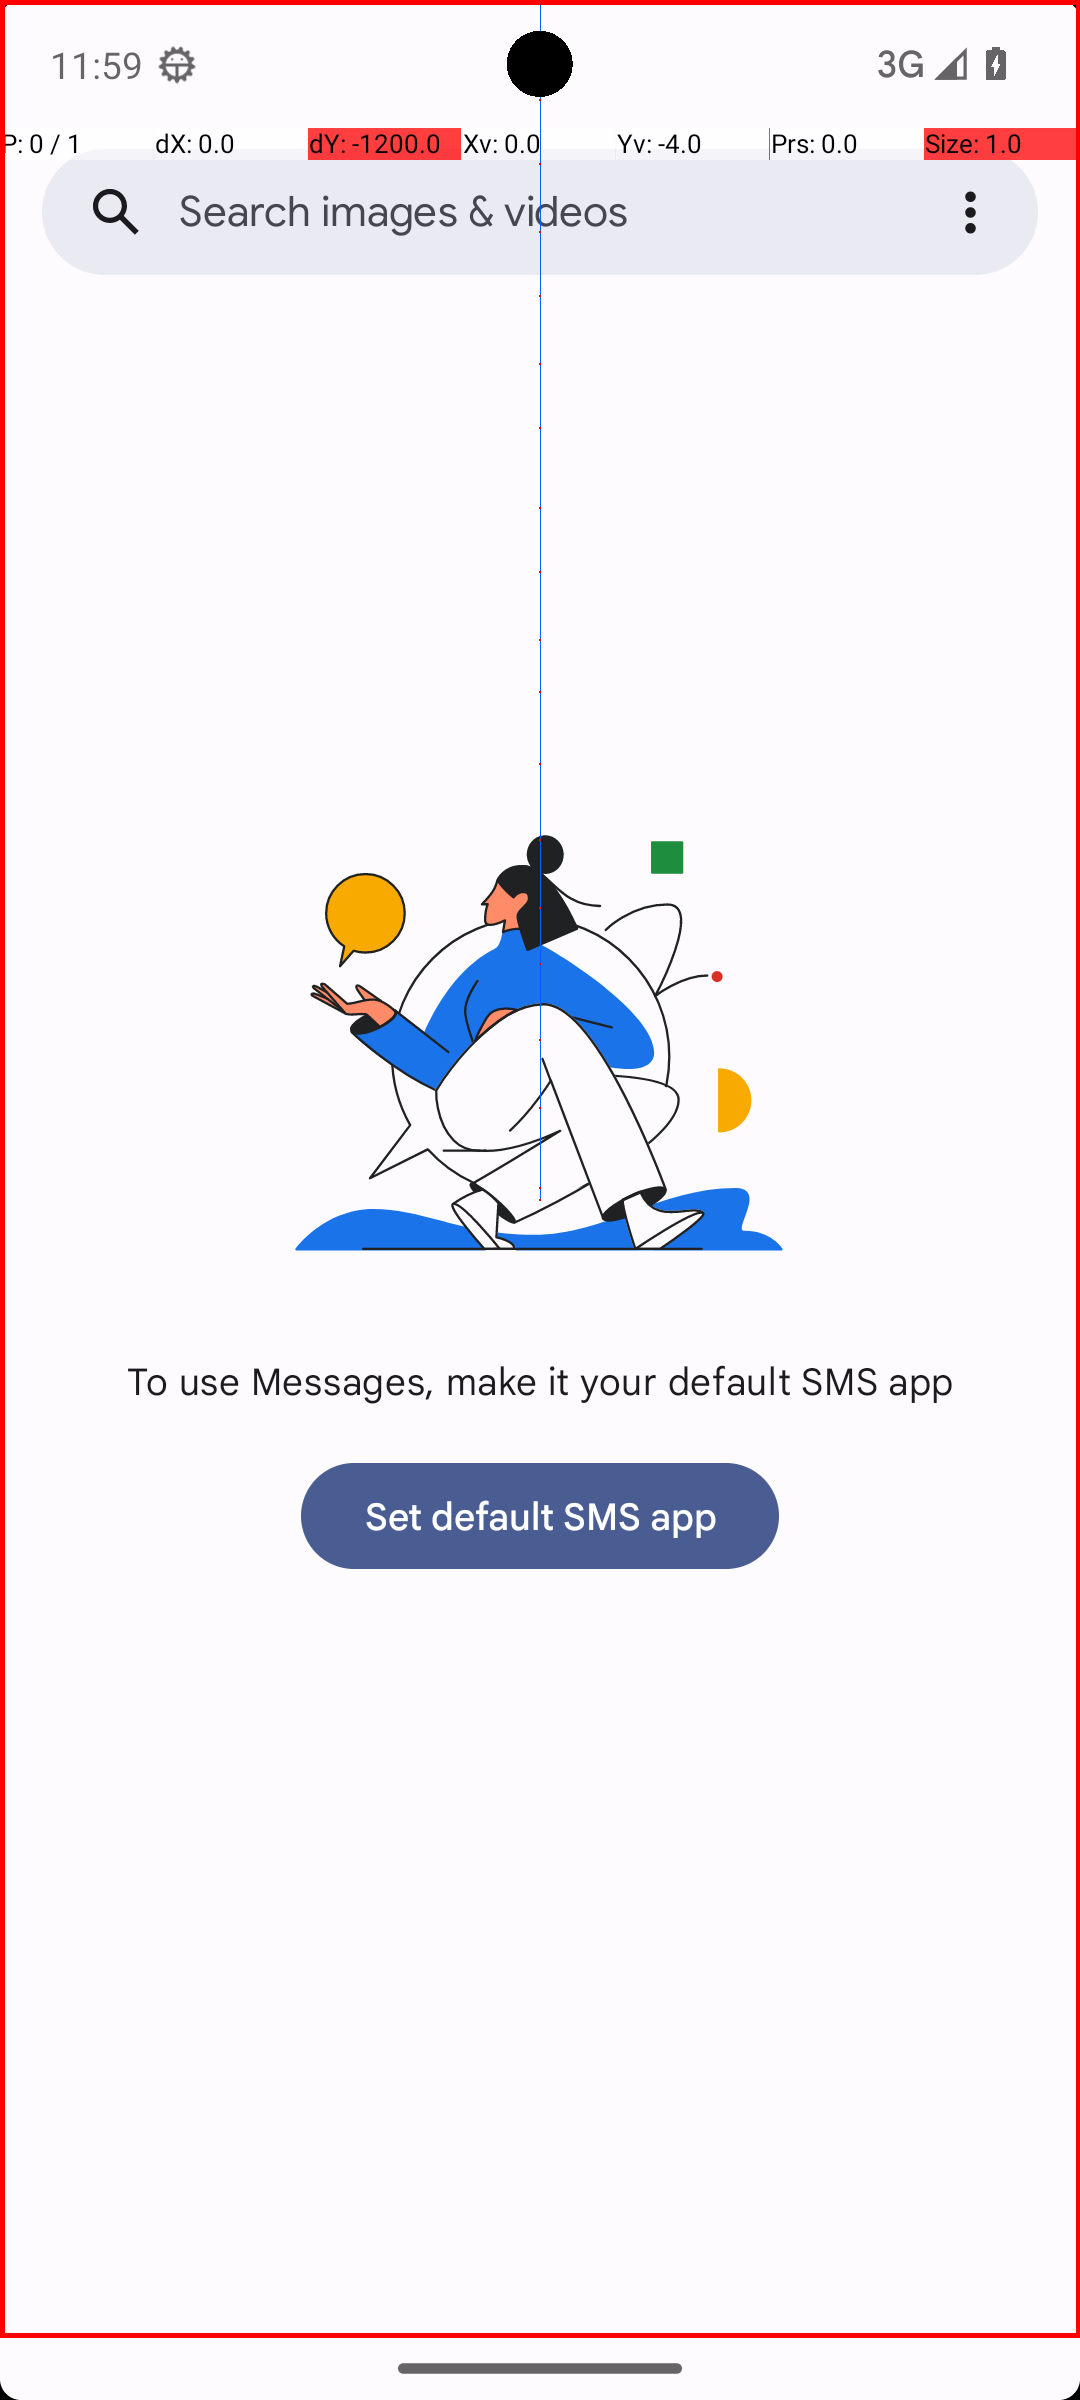 11:59
3G
P: 0 / 1 dX: 0.0 dY: -1200.0 Xv: 0.0 Yv: -4.0 Prs: 0.0 Size: 1.0
Search images & videos
To use Messages, make it your default SMS app
Set default SMS app